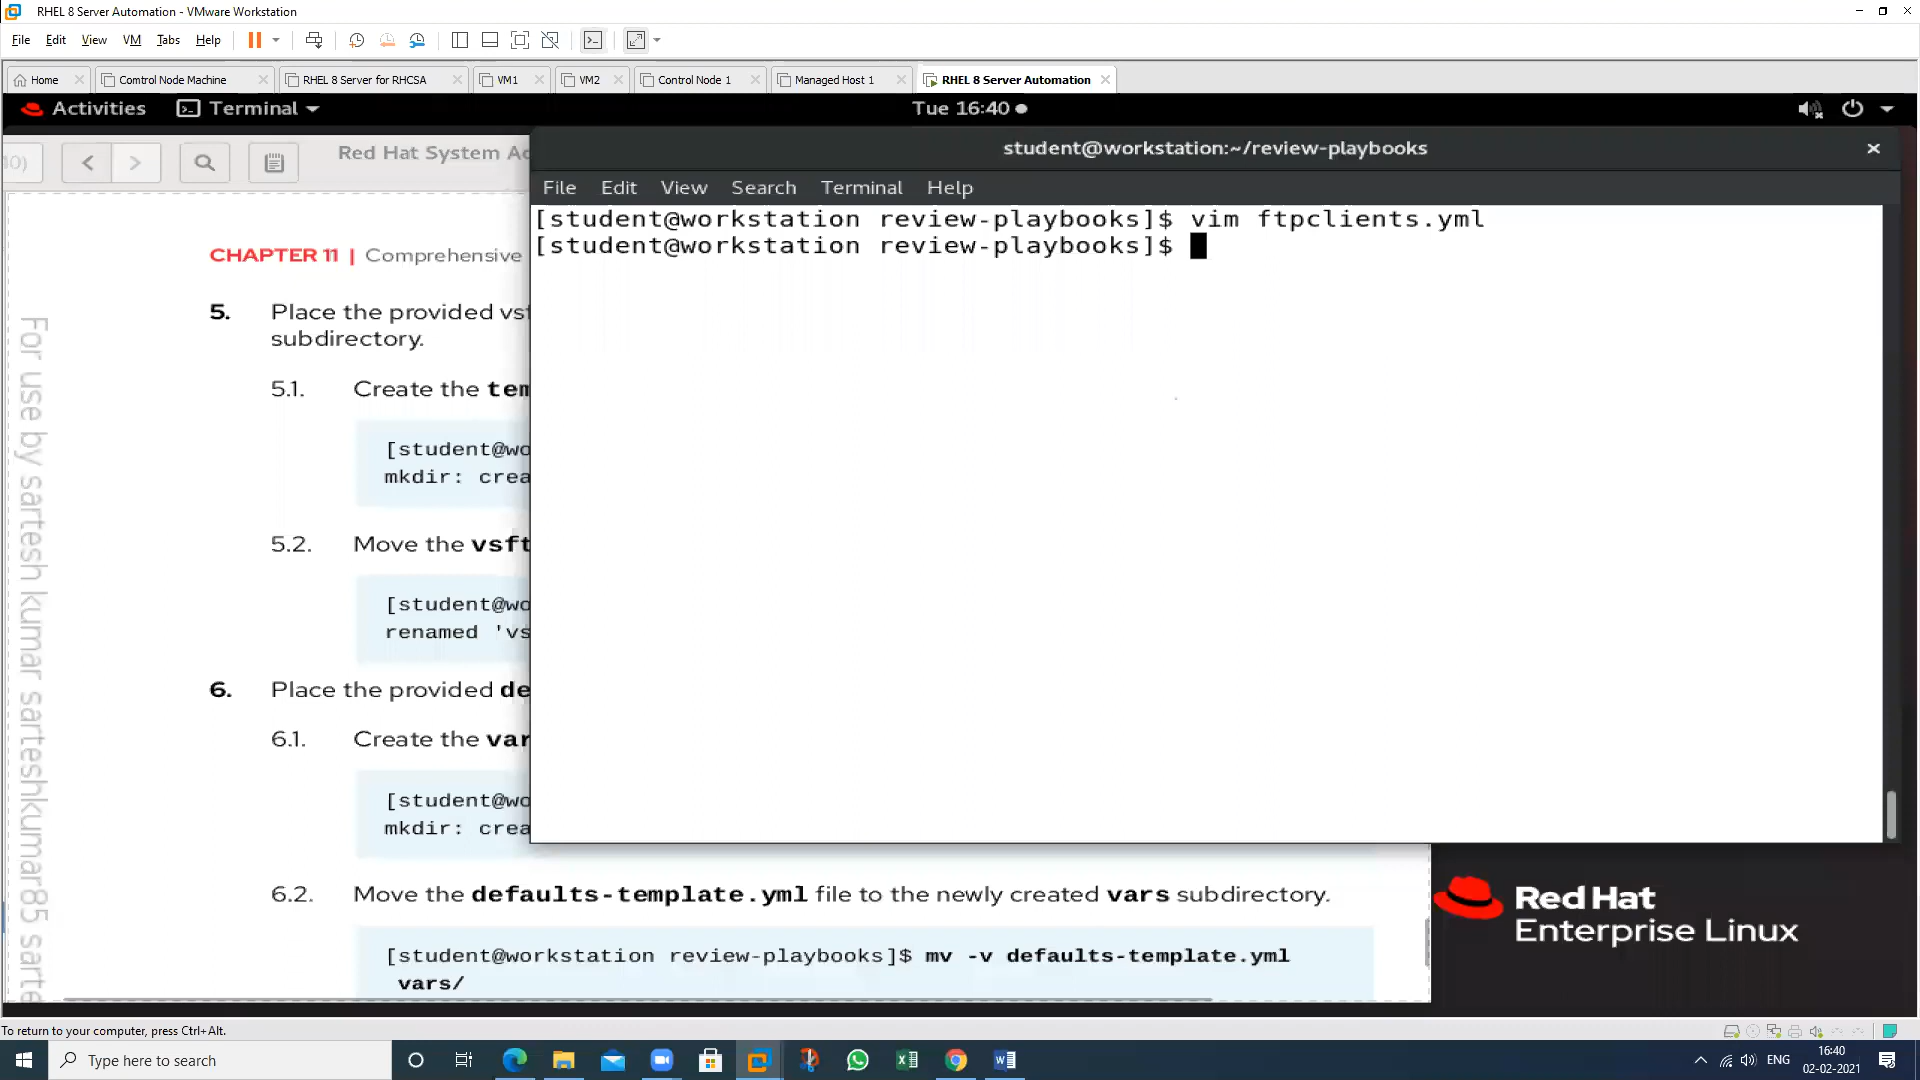 RHEL 8 Server Automation - VMware Workstation
File Edit View VM Tabs Help
Home
Comtrol Node Machine
RHEL 8 Server for RHCSA
VM1
VM2
Control Node 1
Managed Host 1
RHEL 8 Server Automation
Activities Terminal Tue 16:40
Red Hat System Ad
student@workstation:~/review-playbooks
File Edit View Search Terminal Help
[student@workstation review-playbooks]$ vim ftpclients.yml
[student@workstation review-playbooks]$
CHAPTER 11 | Comprehensive
5. Place the provided vsf
subdirectory.
5.1. Create the tem
[student@wo
mkdir: crea
5.2. Move the vsft
[student@wo
renamed 'vs
6. Place the provided de
6.1. Create the var
[student@wo
mkdir: crea
6.2. Move the defaults-template.yml file to the newly created vars subdirectory.
[student@workstation review-playbooks]$ mv -v defaults-template.yml
vars/
For use by sartesh kumar sarteshkumar85 sarte
Red Hat
Enterprise Linux
To return to your computer, press Ctrl+Alt.
Type here to search
ENG
16:40
02-02-2021